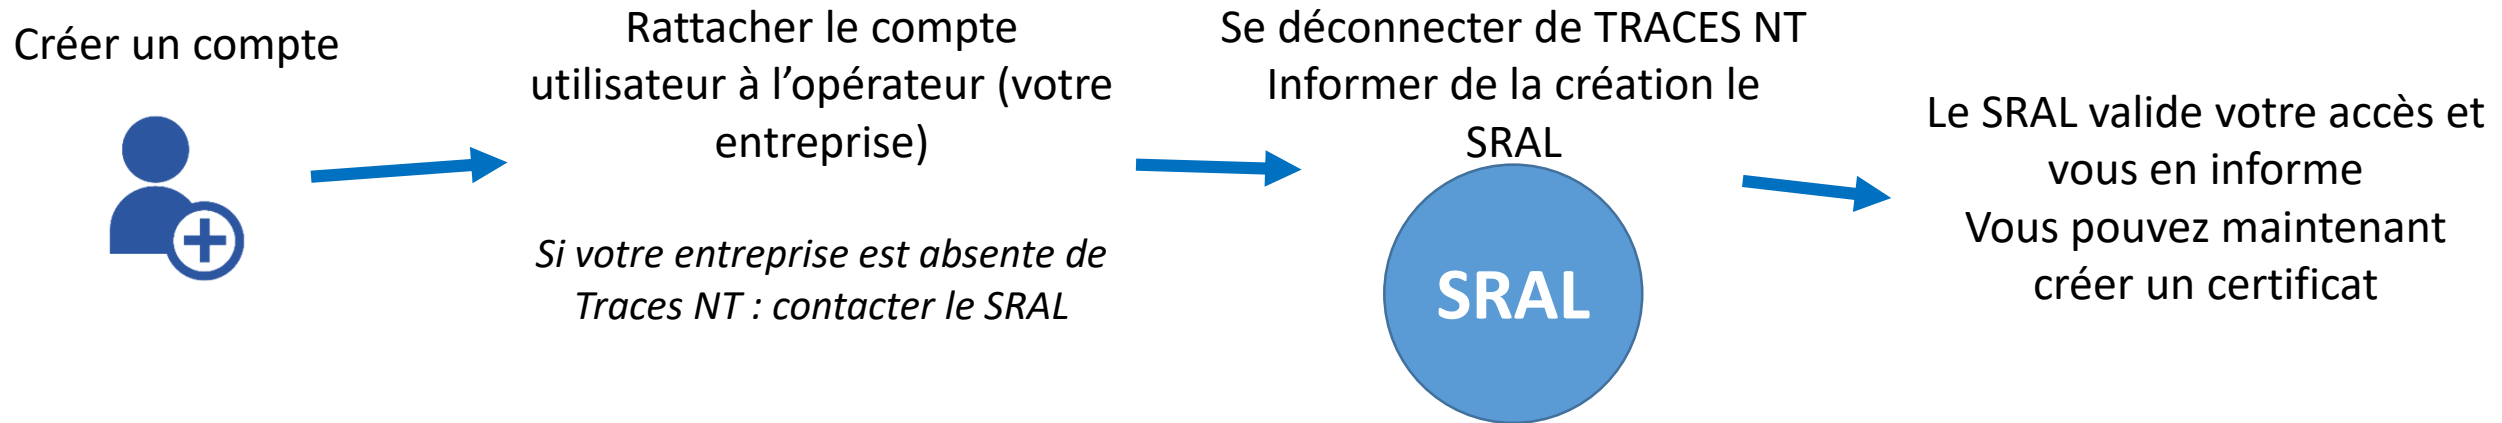 Créer un compte
Rattacher le compte
utilisateur à l’opérateur (votre
entreprise)
Si votre entreprise est absente de
Traces NT : contacter le SRAL
Se déconnecter de TRACES NT
Informer de la création le
SRAL
SRAL
Le SRAL valide votre accès et
vous en informe
Vous pouvez maintenant
créer un certificat